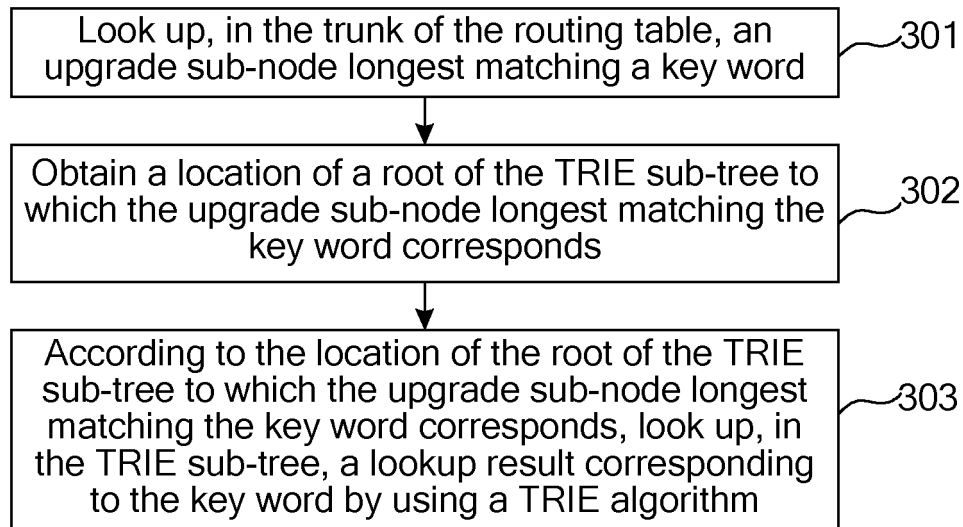 Look up, in the trunk of the routing table, an
upgrade sub-node longest matching a key word
301
Obtain a location of a root of the TRIE sub-tree to
which the upgrade sub-node longest matching the
key word corresponds
302
According to the location of the root of the TRIE
sub-tree to which the upgrade sub-node longest
matching the key word corresponds, look up, in
the TRIE sub-tree, a lookup result corresponding
to the key word by using a TRIE algorithm
303